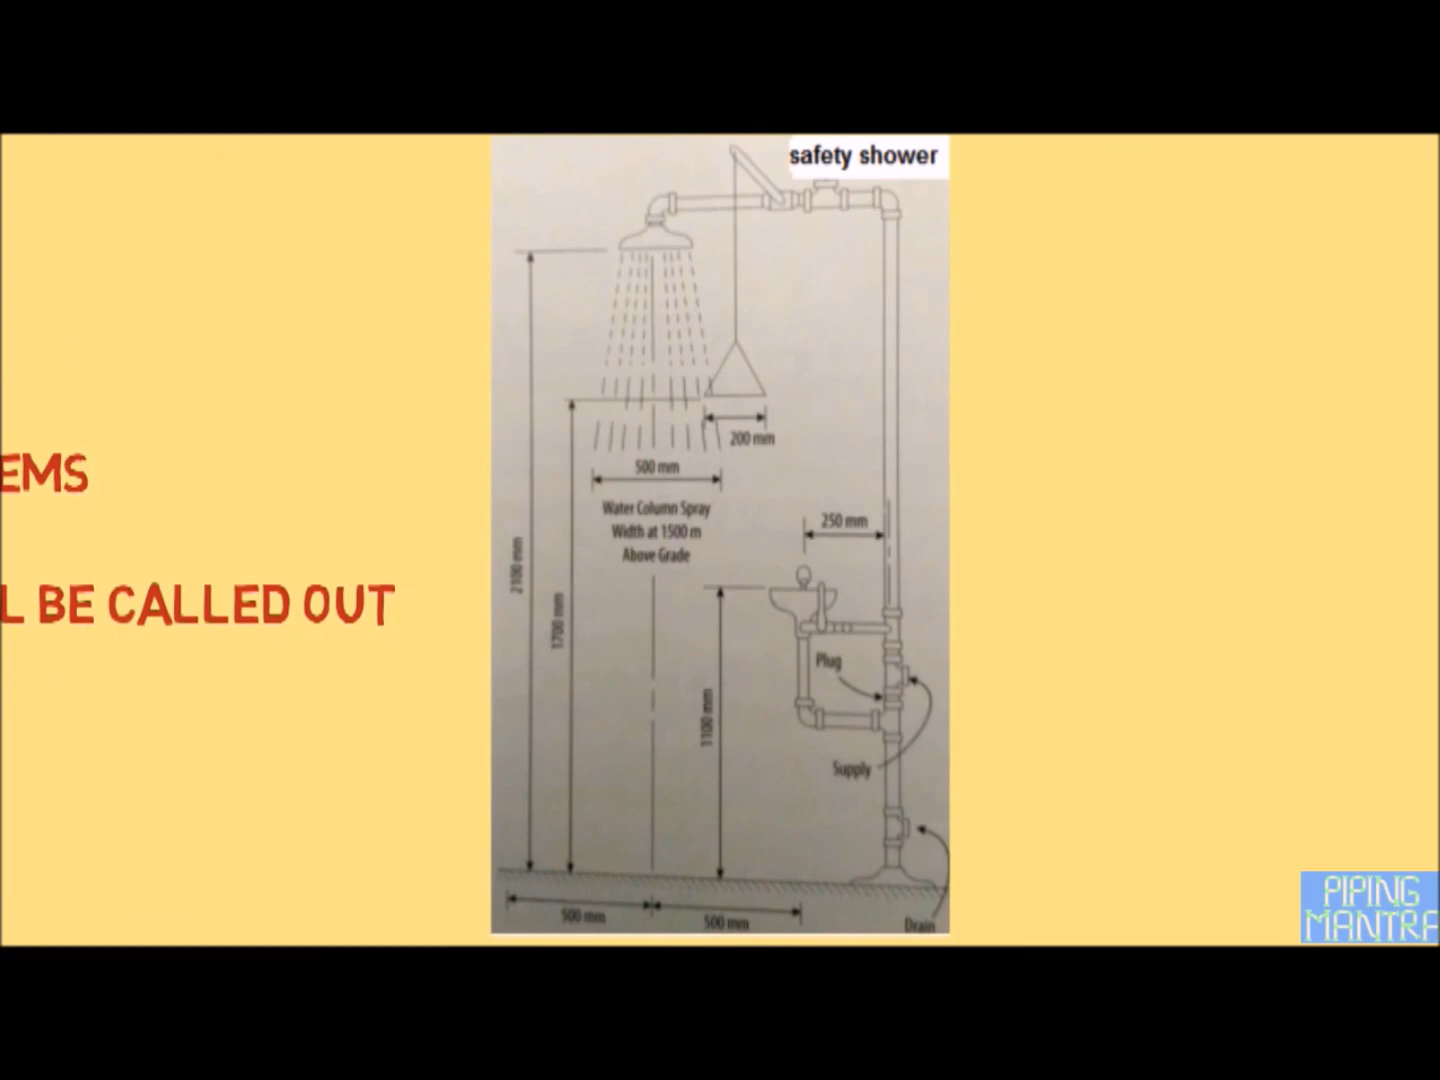 safety shower
200 mm
500 mm
Water Column Spray
Width at 1500 m
Above Grade
250 mm
2100 mm
1700 mm
1100 mm
Plug
Supply
500 mm
500 mm
Drain
EMS
L BE CALLED OUT
PIPING
MANTRA